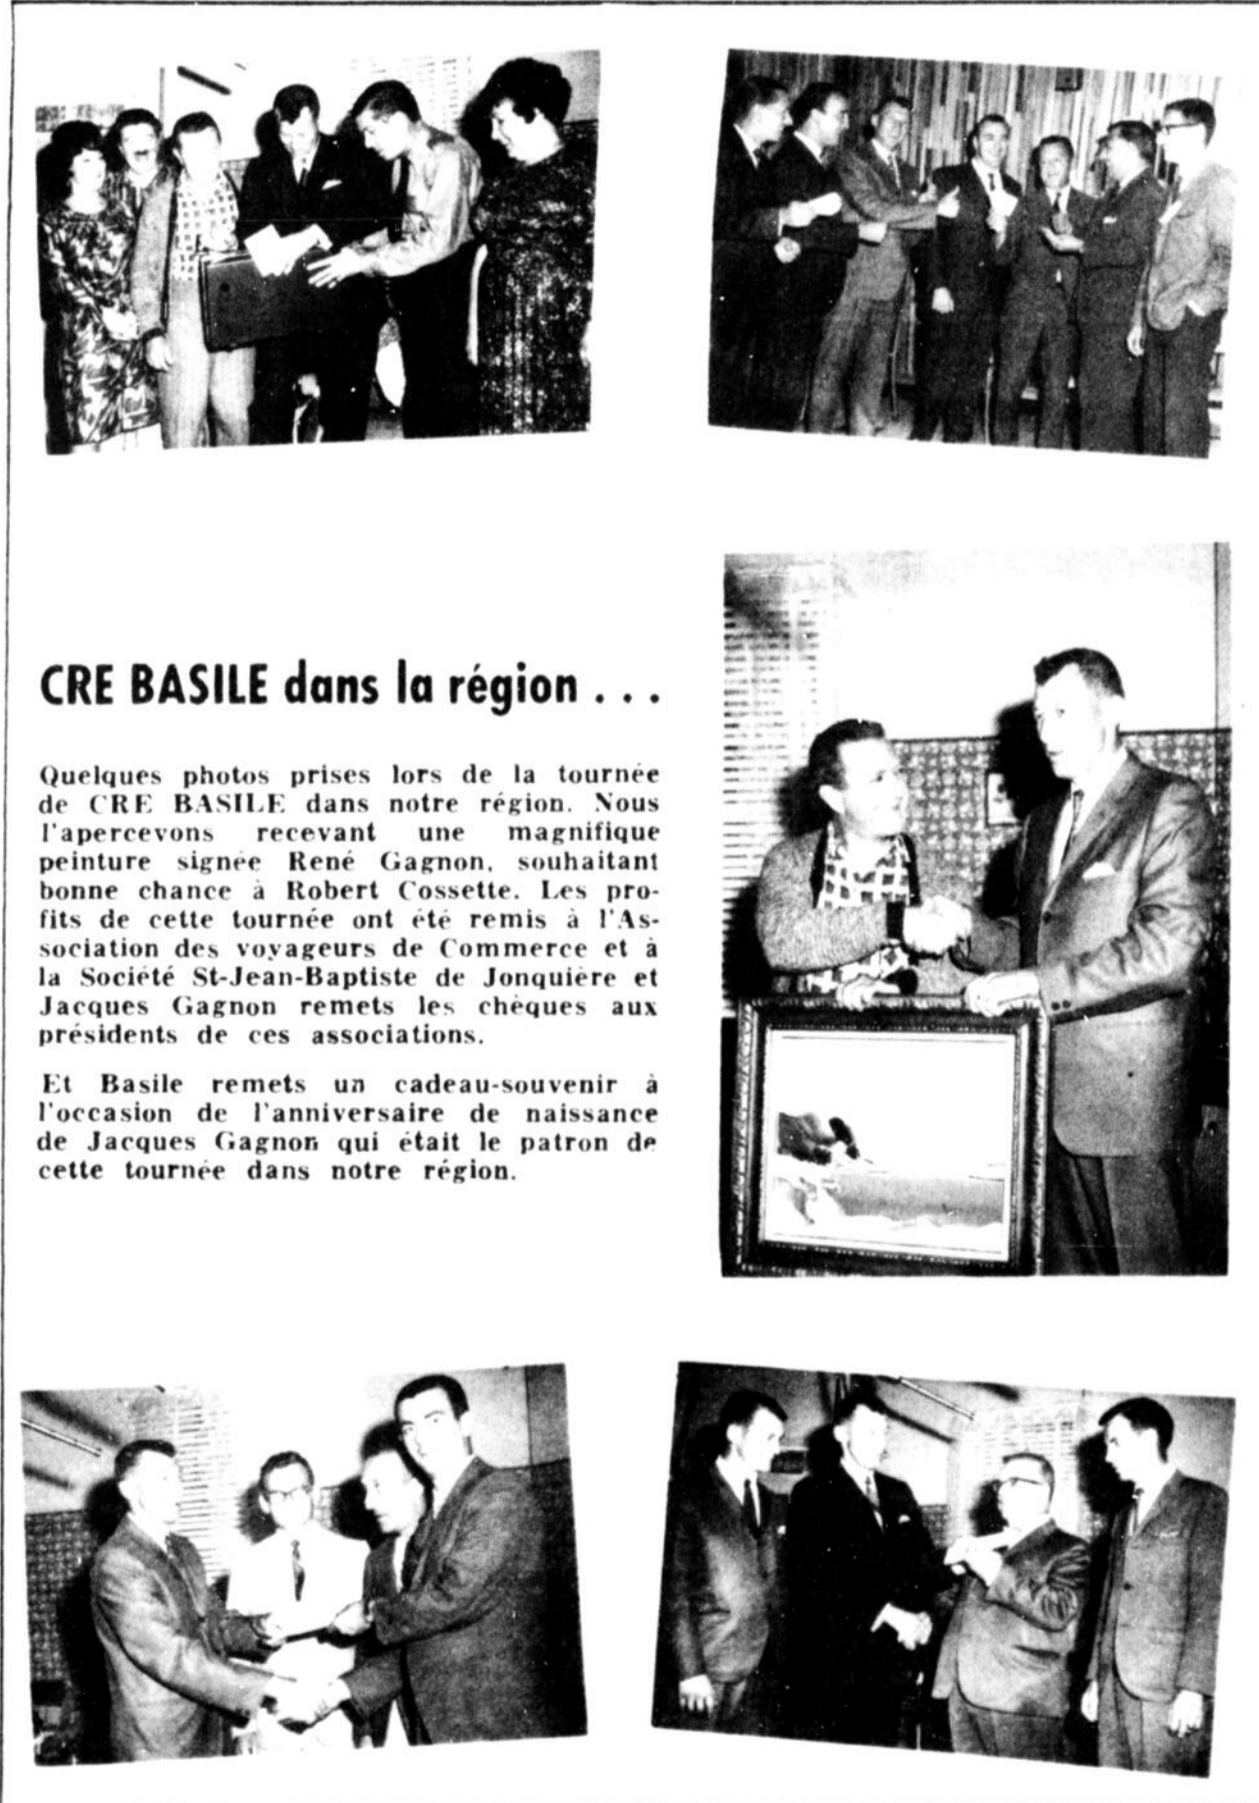 CRE BASILE dans la région . . .
Quelques photos prises lors de la tournée
de CRE BASILE dans notre région. Nous
l'apercevons recevant une magnifique
peinture signée René Gagnon, souhaitant
bonne chance à Robert Cossette. Les pro-
fits de cette tournée ont été remis à l'As-
sociation des voyageurs de Commerce et à
la Société St-Jean-Baptiste de Jonquière et
Jacques Gagnon remets les chèques aux
présidents de ces associations.
Et Basile remets un cadeau-souvenir à
l'occasion de l'anniversaire de naissance
de Jacques Gagnon qui était le patron de
cette tournée dans notre région.